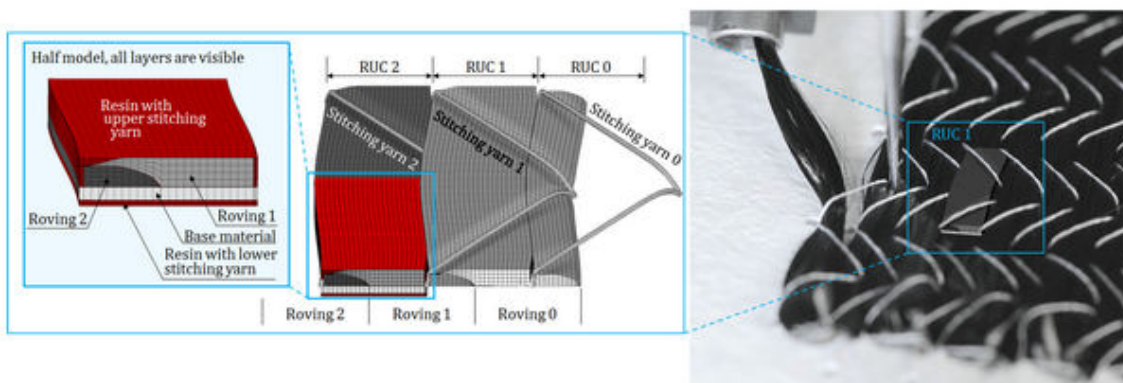 Half model, all layers are visible
Resin with
upper stitching
yarn
Roving 2
Roving 1
Base material
Resin with lower
stitching yarn
RUC 2
RUC 1
RUC 0
Stitching yarn 2
Stitching yarn 1
Stitching yarn 0
Roving 2
Roving 1
Roving 0
RUC 1